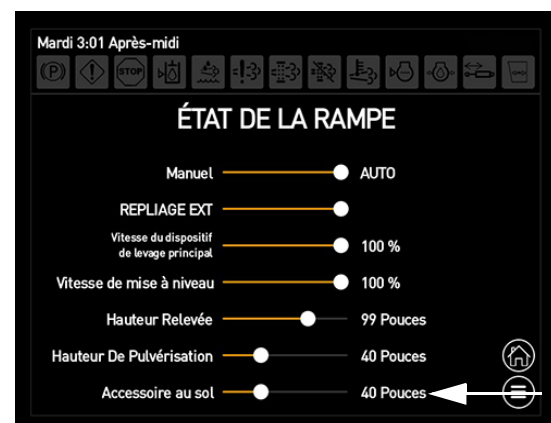 Mardi 3:01 Après-midi
(P) STOP
ÉTAT DE LA RAMPE
Manuel AUTO
REPLIAGE EXT
Vitesse du dispositif
de levage principal 100 %
Vitesse de mise à niveau 100 %
Hauteur Relevée 99 Pouces
Hauteur De Pulvérisation 40 Pouces
Accessoire au sol 40 Pouces